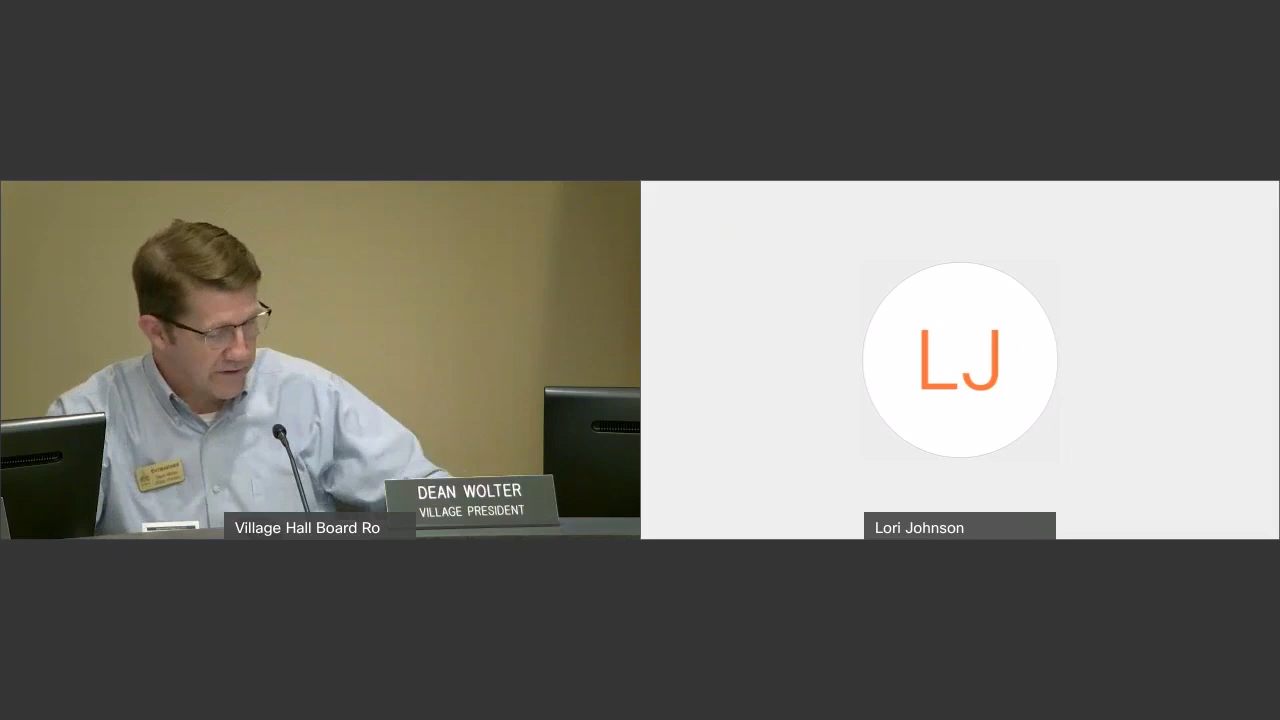 DEAN WOLTER
VILLAGE PRESIDENT
Village Hall Board Ro
LJ
Lori Johnson